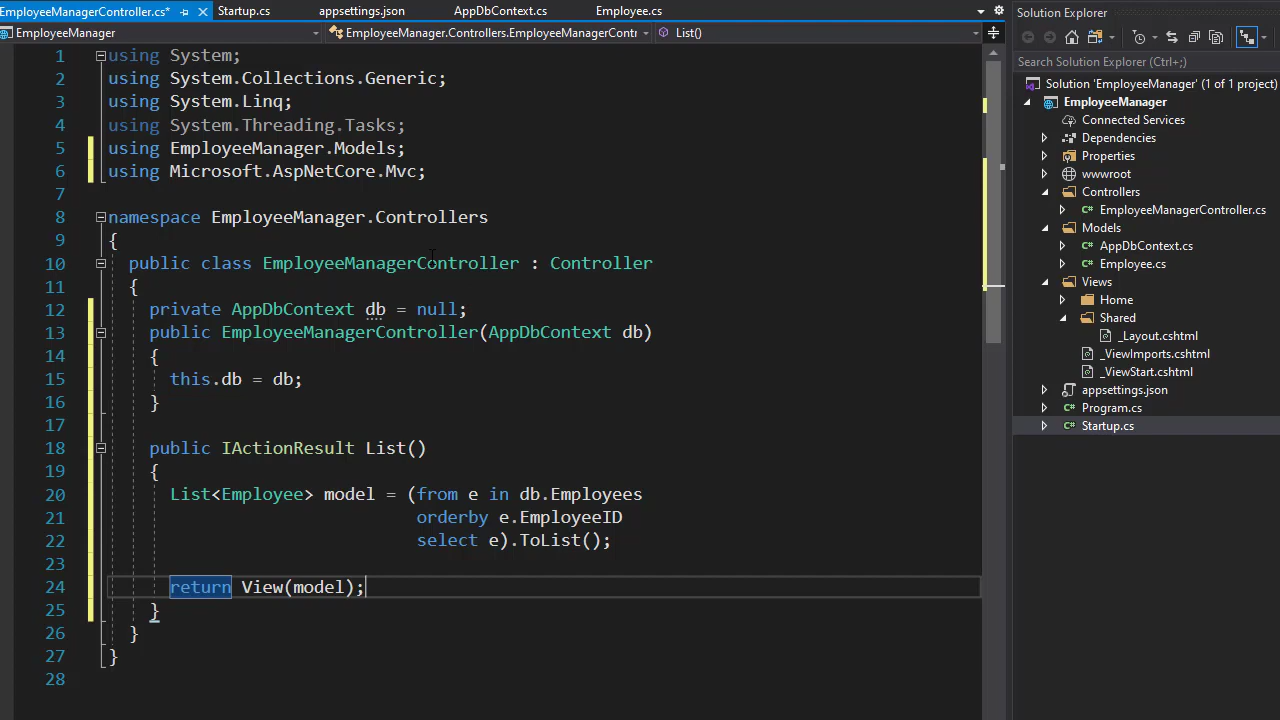 EmployeeManagerController.cs*
Startup.cs
appsettings.json
AppDbContext.cs
Employee.cs
EmployeeManager
EmployeeManager.Controllers.EmployeeManagerContr
List()
1 using System;
2 using System.Collections.Generic;
3 using System.Linq;
4 using System.Threading.Tasks;
5 using EmployeeManager.Models;
6 using Microsoft.AspNetCore.Mvc;
7
8 namespace EmployeeManager.Controllers
9 {
10 public class EmployeeManagerController : Controller
11 {
12 private AppDbContext db = null;
13 public EmployeeManagerController(AppDbContext db)
14 {
15 this.db = db;
16 }
17
18 public IActionResult List()
19 {
20 List<Employee> model = (from e in db.Employees
21 orderby e.EmployeeID
22 select e).ToList();
23
24 return View(model);
25 }
26 }
27 }
28
Solution Explorer
Search Solution Explorer (Ctrl+;)
Solution 'EmployeeManager' (1 of 1 project)
EmployeeManager
Connected Services
Dependencies
Properties
wwwroot
Controllers
C# EmployeeManagerController.cs
Models
C# AppDbContext.cs
C# Employee.cs
Views
Home
Shared
_Layout.cshtml
_ViewImports.cshtml
_ViewStart.cshtml
appsettings.json
C# Program.cs
C# Startup.cs